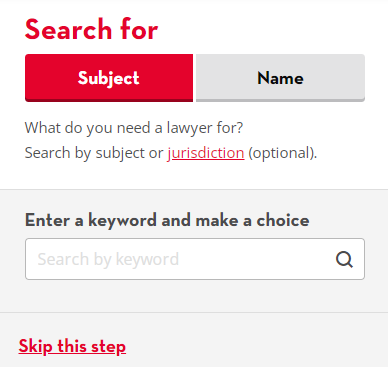 Search for
Subject
Name
What do you need a lawyer for?
Search by subject or jurisdiction (optional).
Enter a keyword and make a choice
Search by keyword
Skip this step